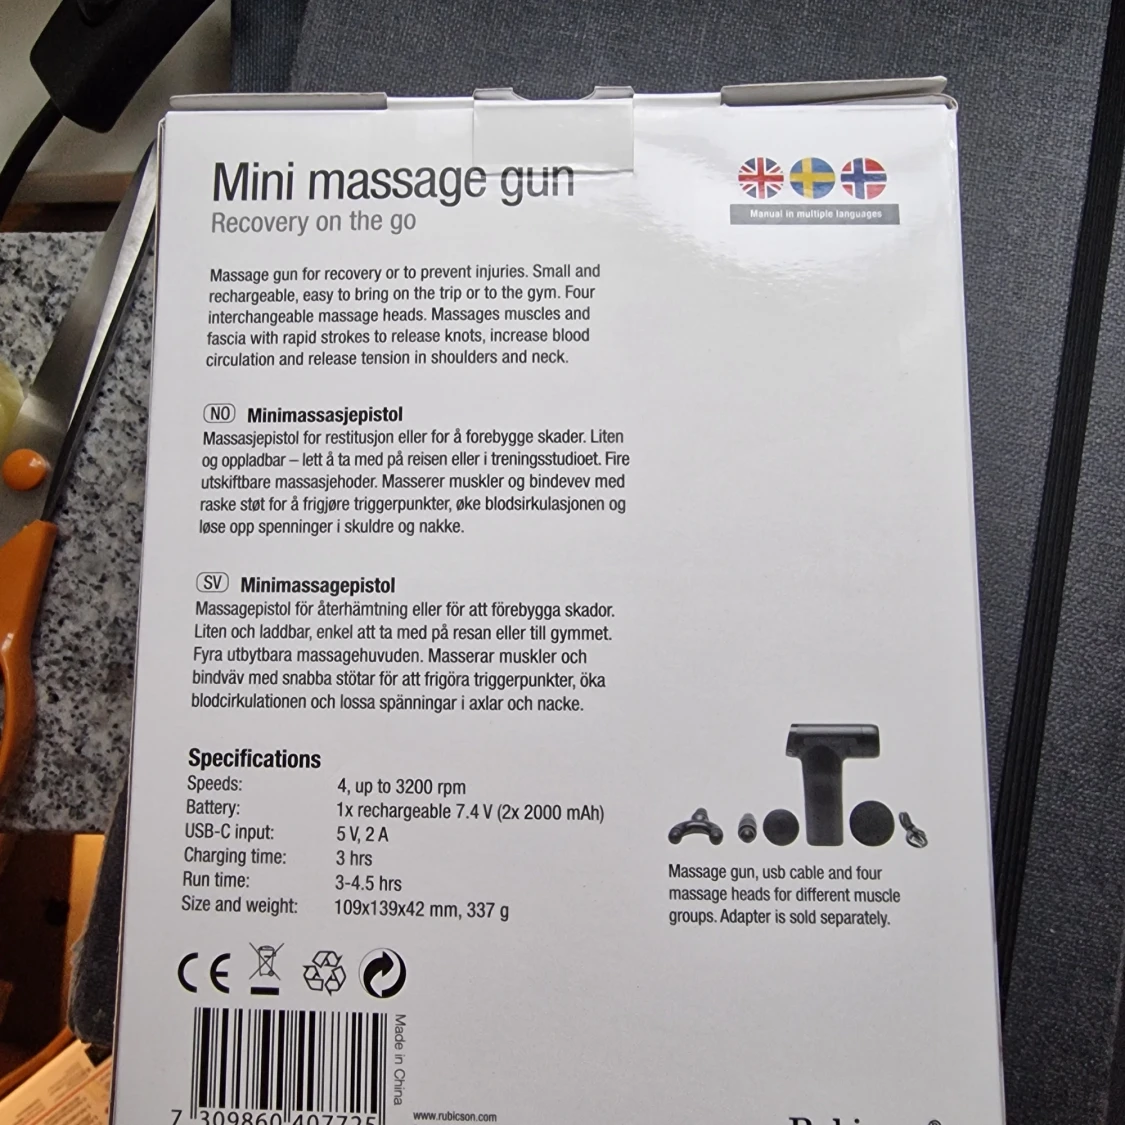 Mini massage gun
Recovery on the go
Manual in multiple languages
Massage gun for recovery or to prevent injuries. Small and
rechargeable, easy to bring on the trip or to the gym. Four
interchangeable massage heads. Massages muscles and
fascia with rapid strokes to release knots, increase blood
circulation and release tension in shoulders and neck.
NO Minimassasjepistol
Massasjepistol for restitusjon eller for å forebygge skader. Liten
og oppladbar – lett å ta med på reisen eller i treningsstudioet. Fire
utskiftbare massasjehoder. Masserer muskler og bindevev med
raske støt for å frigjøre triggerpunkter, øke blodsirkulasjonen og
løse opp spenninger i skuldre og nakke.
SV Minimassagepistol
Massagepistol för återhämtning eller för att förebygga skador.
Liten och laddbar, enkel att ta med på resan eller till gymmet.
Fyra utbytbara massagehuvuden. Masserar muskler och
bindväv med snabba stötar för att frigöra triggerpunkter, öka
blodcirkulationen och lossa spänningar i axlar och nacke.
Specifications
Speeds: 4, up to 3200 rpm
Battery: 1x rechargeable 7.4 V (2x 2000 mAh)
USB-C input: 5 V, 2 A
Charging time: 3 hrs
Run time: 3-4.5 hrs
Size and weight: 109x139x42 mm, 337 g
Massage gun, usb cable and four
massage heads for different muscle
groups. Adapter is sold separately.
CE
Made in China
7 309860 407725
www.rubicson.com